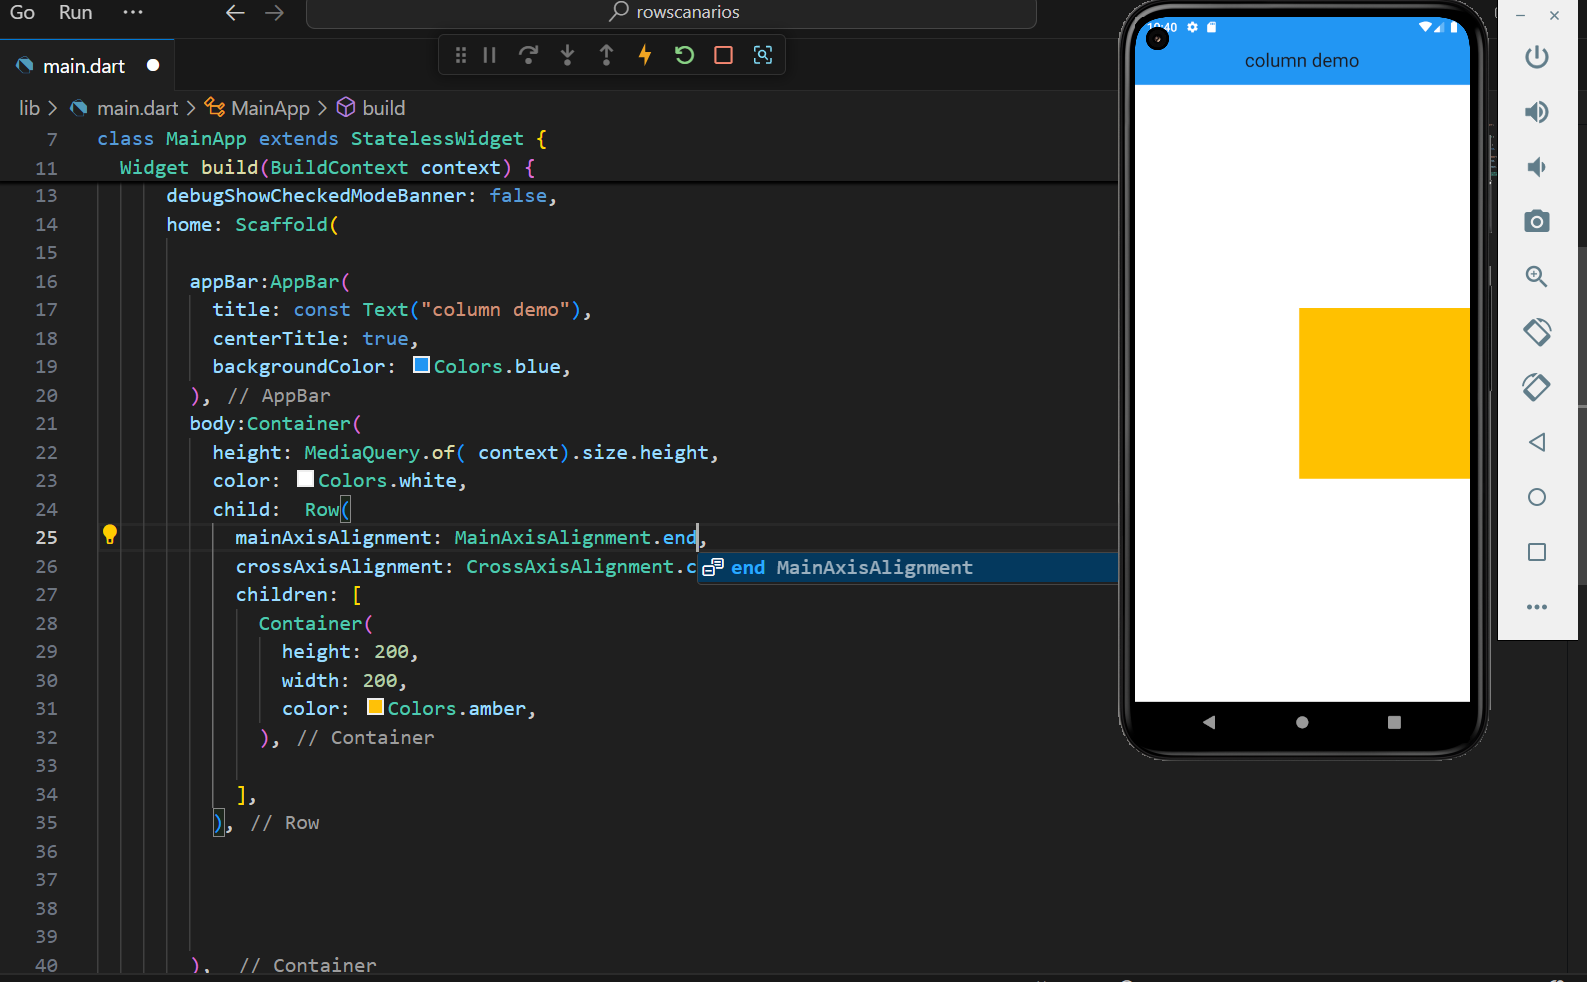 Go Run ··· rowscanarios
main.dart
lib > main.dart > MainApp > build
7 class MainApp extends StatelessWidget {
11 Widget build(BuildContext context) {
13 debugShowCheckedModeBanner: false,
14 home: Scaffold(
15
16 appBar:AppBar(
17 title: const Text("column demo"),
18 centerTitle: true,
19 backgroundColor: Colors.blue,
20 ), // AppBar
21 body:Container(
22 height: MediaQuery.of( context).size.height,
23 color: Colors.white,
24 child: Row(
25 mainAxisAlignment: MainAxisAlignment.end,
26 crossAxisAlignment: CrossAxisAlignment.c
end MainAxisAlignment
27 children: [
28 Container(
29 height: 200,
30 width: 200,
31 color: Colors.amber,
32 ), // Container
33
34 ],
35 ), // Row
36
37
38
39
40 ), // Container
column demo